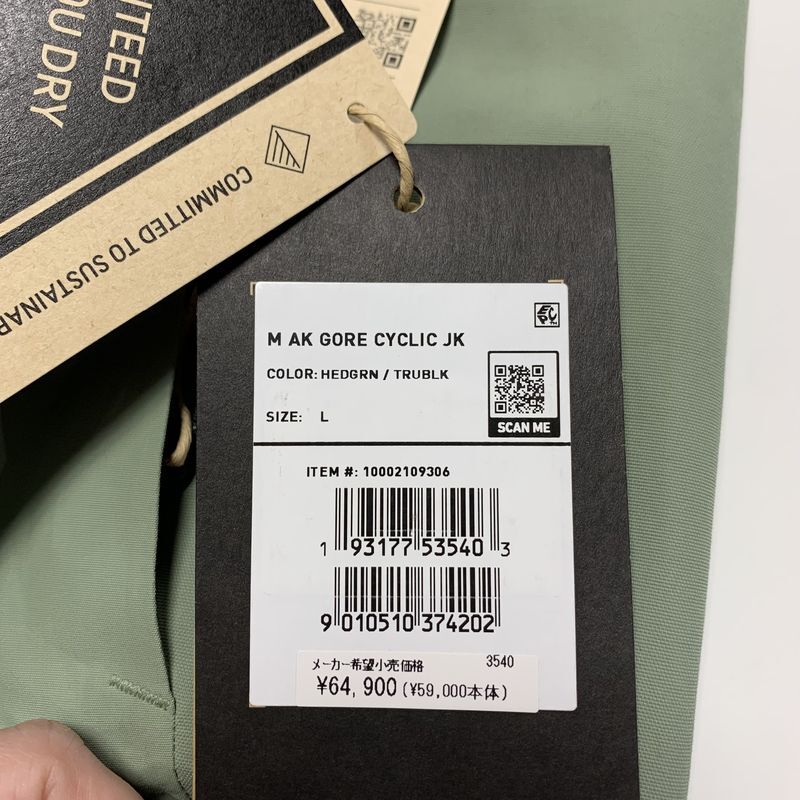 NTEED
OU DRY
COMMITTED TO SUSTAINAB
M AK GORE CYCLIC JK
COLOR: HEDGRN / TRUBLK
SIZE: L
SCAN ME
ITEM #: 10002109306
1 93177 53540 3
9 010510 374202
メーカー希望小売価格 3540
¥64,900(¥59,000本体)